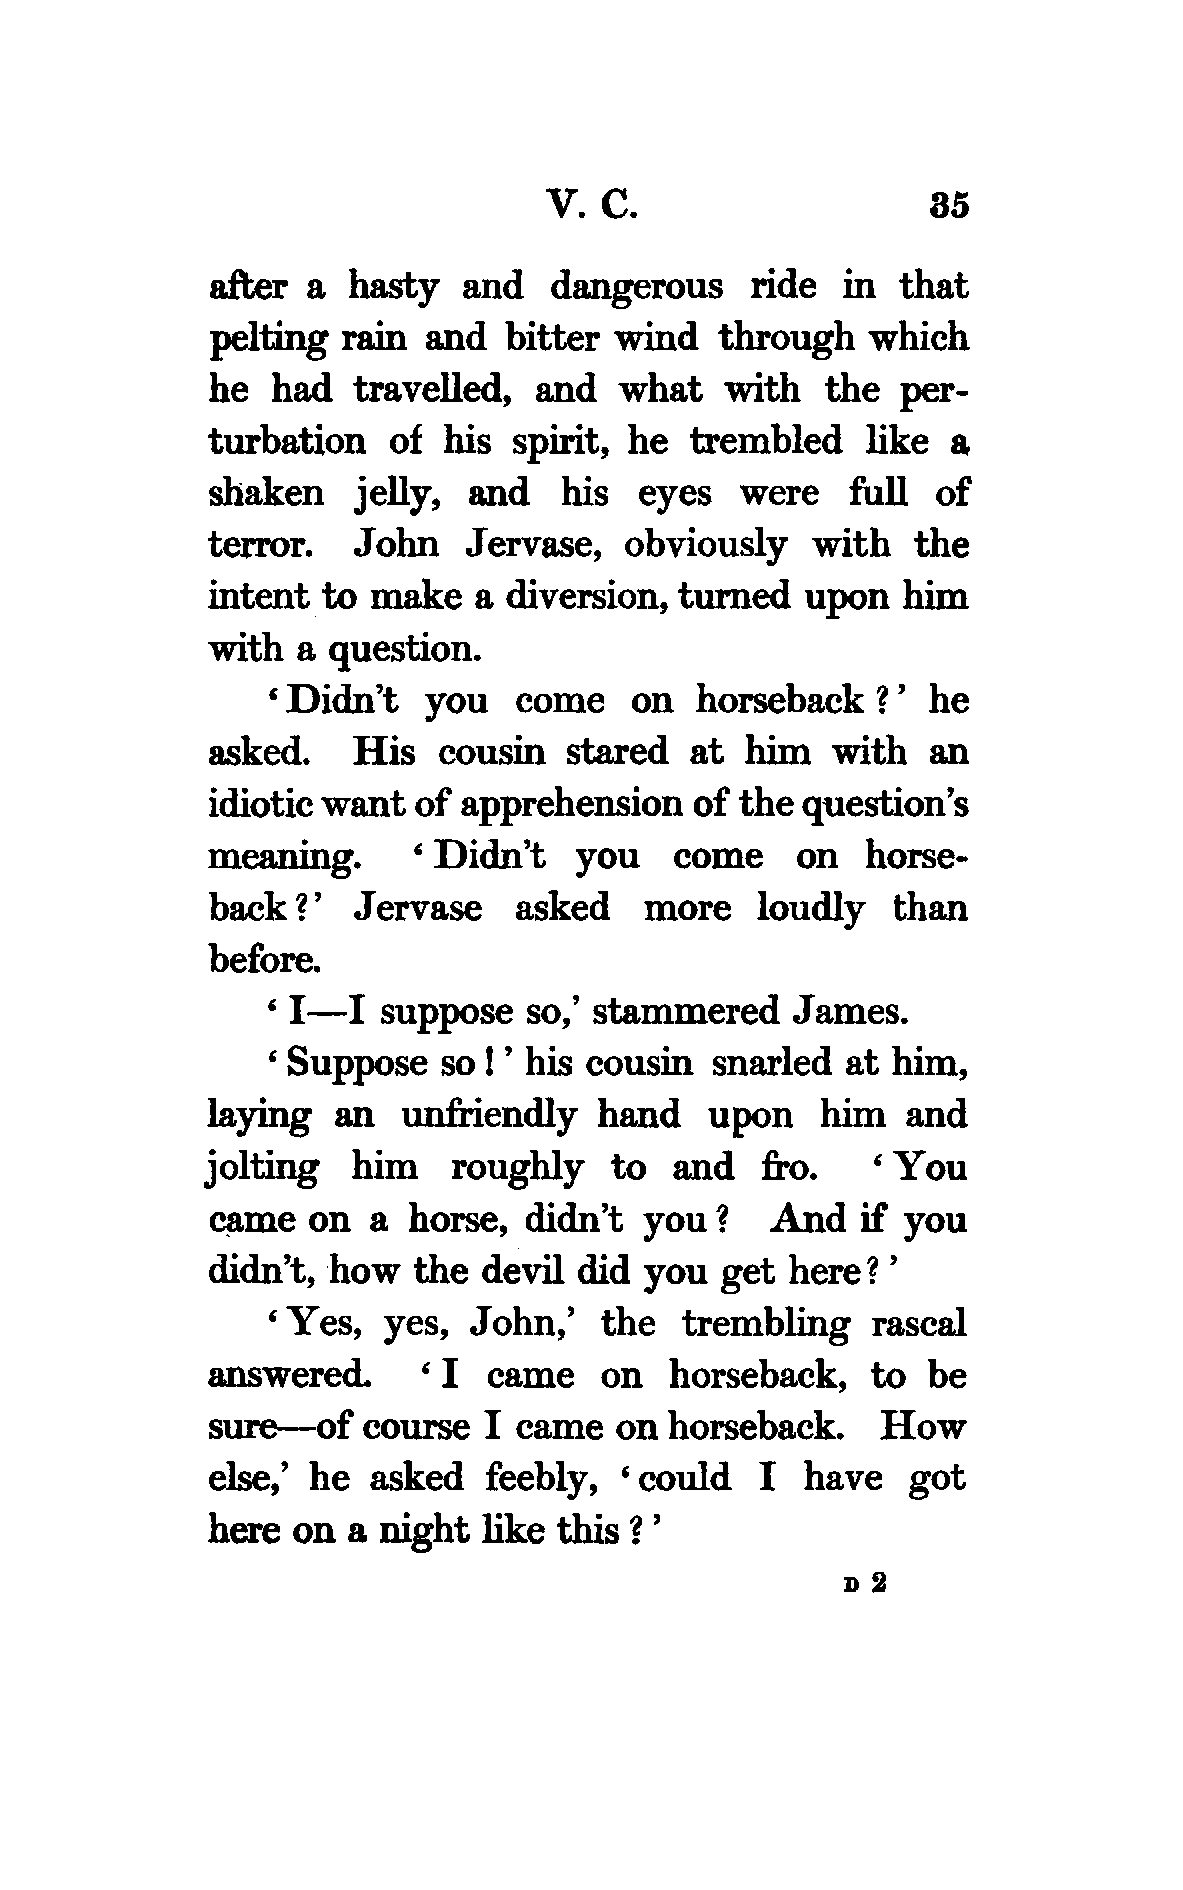 V. C. 35
after a hasty and dangerous ride in that
pelting rain and bitter wind through which
he had travelled, and what with the per-
turbation of his spirit, he trembled like a
shaken jelly, and his eyes were full of
terror. John Jervase, obviously with the
intent to make a diversion, turned upon him
with a question.
‘Didn’t you come on horseback?’ he
asked. His cousin stared at him with an
idiotic want of apprehension of the question’s
meaning. ‘Didn’t you come on horse-
back?’ Jervase asked more loudly than
before.
‘I—I suppose so,’ stammered James.
‘Suppose so!’ his cousin snarled at him,
laying an unfriendly hand upon him and
jolting him roughly to and fro. ‘You
came on a horse, didn’t you? And if you
didn’t, how the devil did you get here?’
‘Yes, yes, John,’ the trembling rascal
answered. ‘I came on horseback, to be
sure—of course I came on horseback. How
else,’ he asked feebly, ‘could I have got
here on a night like this?’
D 2